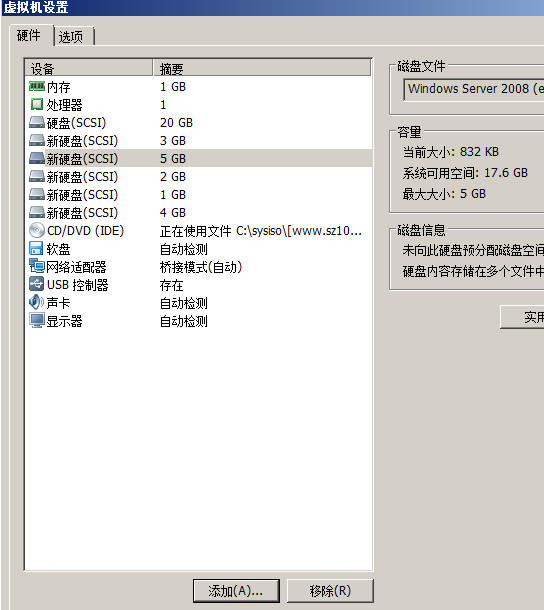 虚拟机设置
硬件 选项
设备 摘要
内存 1 GB
处理器 1
硬盘(SCSI) 20 GB
新硬盘(SCSI) 3 GB
新硬盘(SCSI) 5 GB
新硬盘(SCSI) 2 GB
新硬盘(SCSI) 1 GB
新硬盘(SCSI) 4 GB
CD/DVD (IDE) 正在使用文件 C:\sysiso\[www.sz10...
软盘 自动检测
网络适配器 桥接模式(自动)
USB 控制器 存在
声卡 自动检测
显示器 自动检测
添加(A)... 移除(R)
磁盘文件
Windows Server 2008 (e
容量
当前大小: 832 KB
系统可用空间: 17.6 GB
最大大小: 5 GB
磁盘信息
未向此硬盘预分配磁盘空间
硬盘内容存储在多个文件中
实用